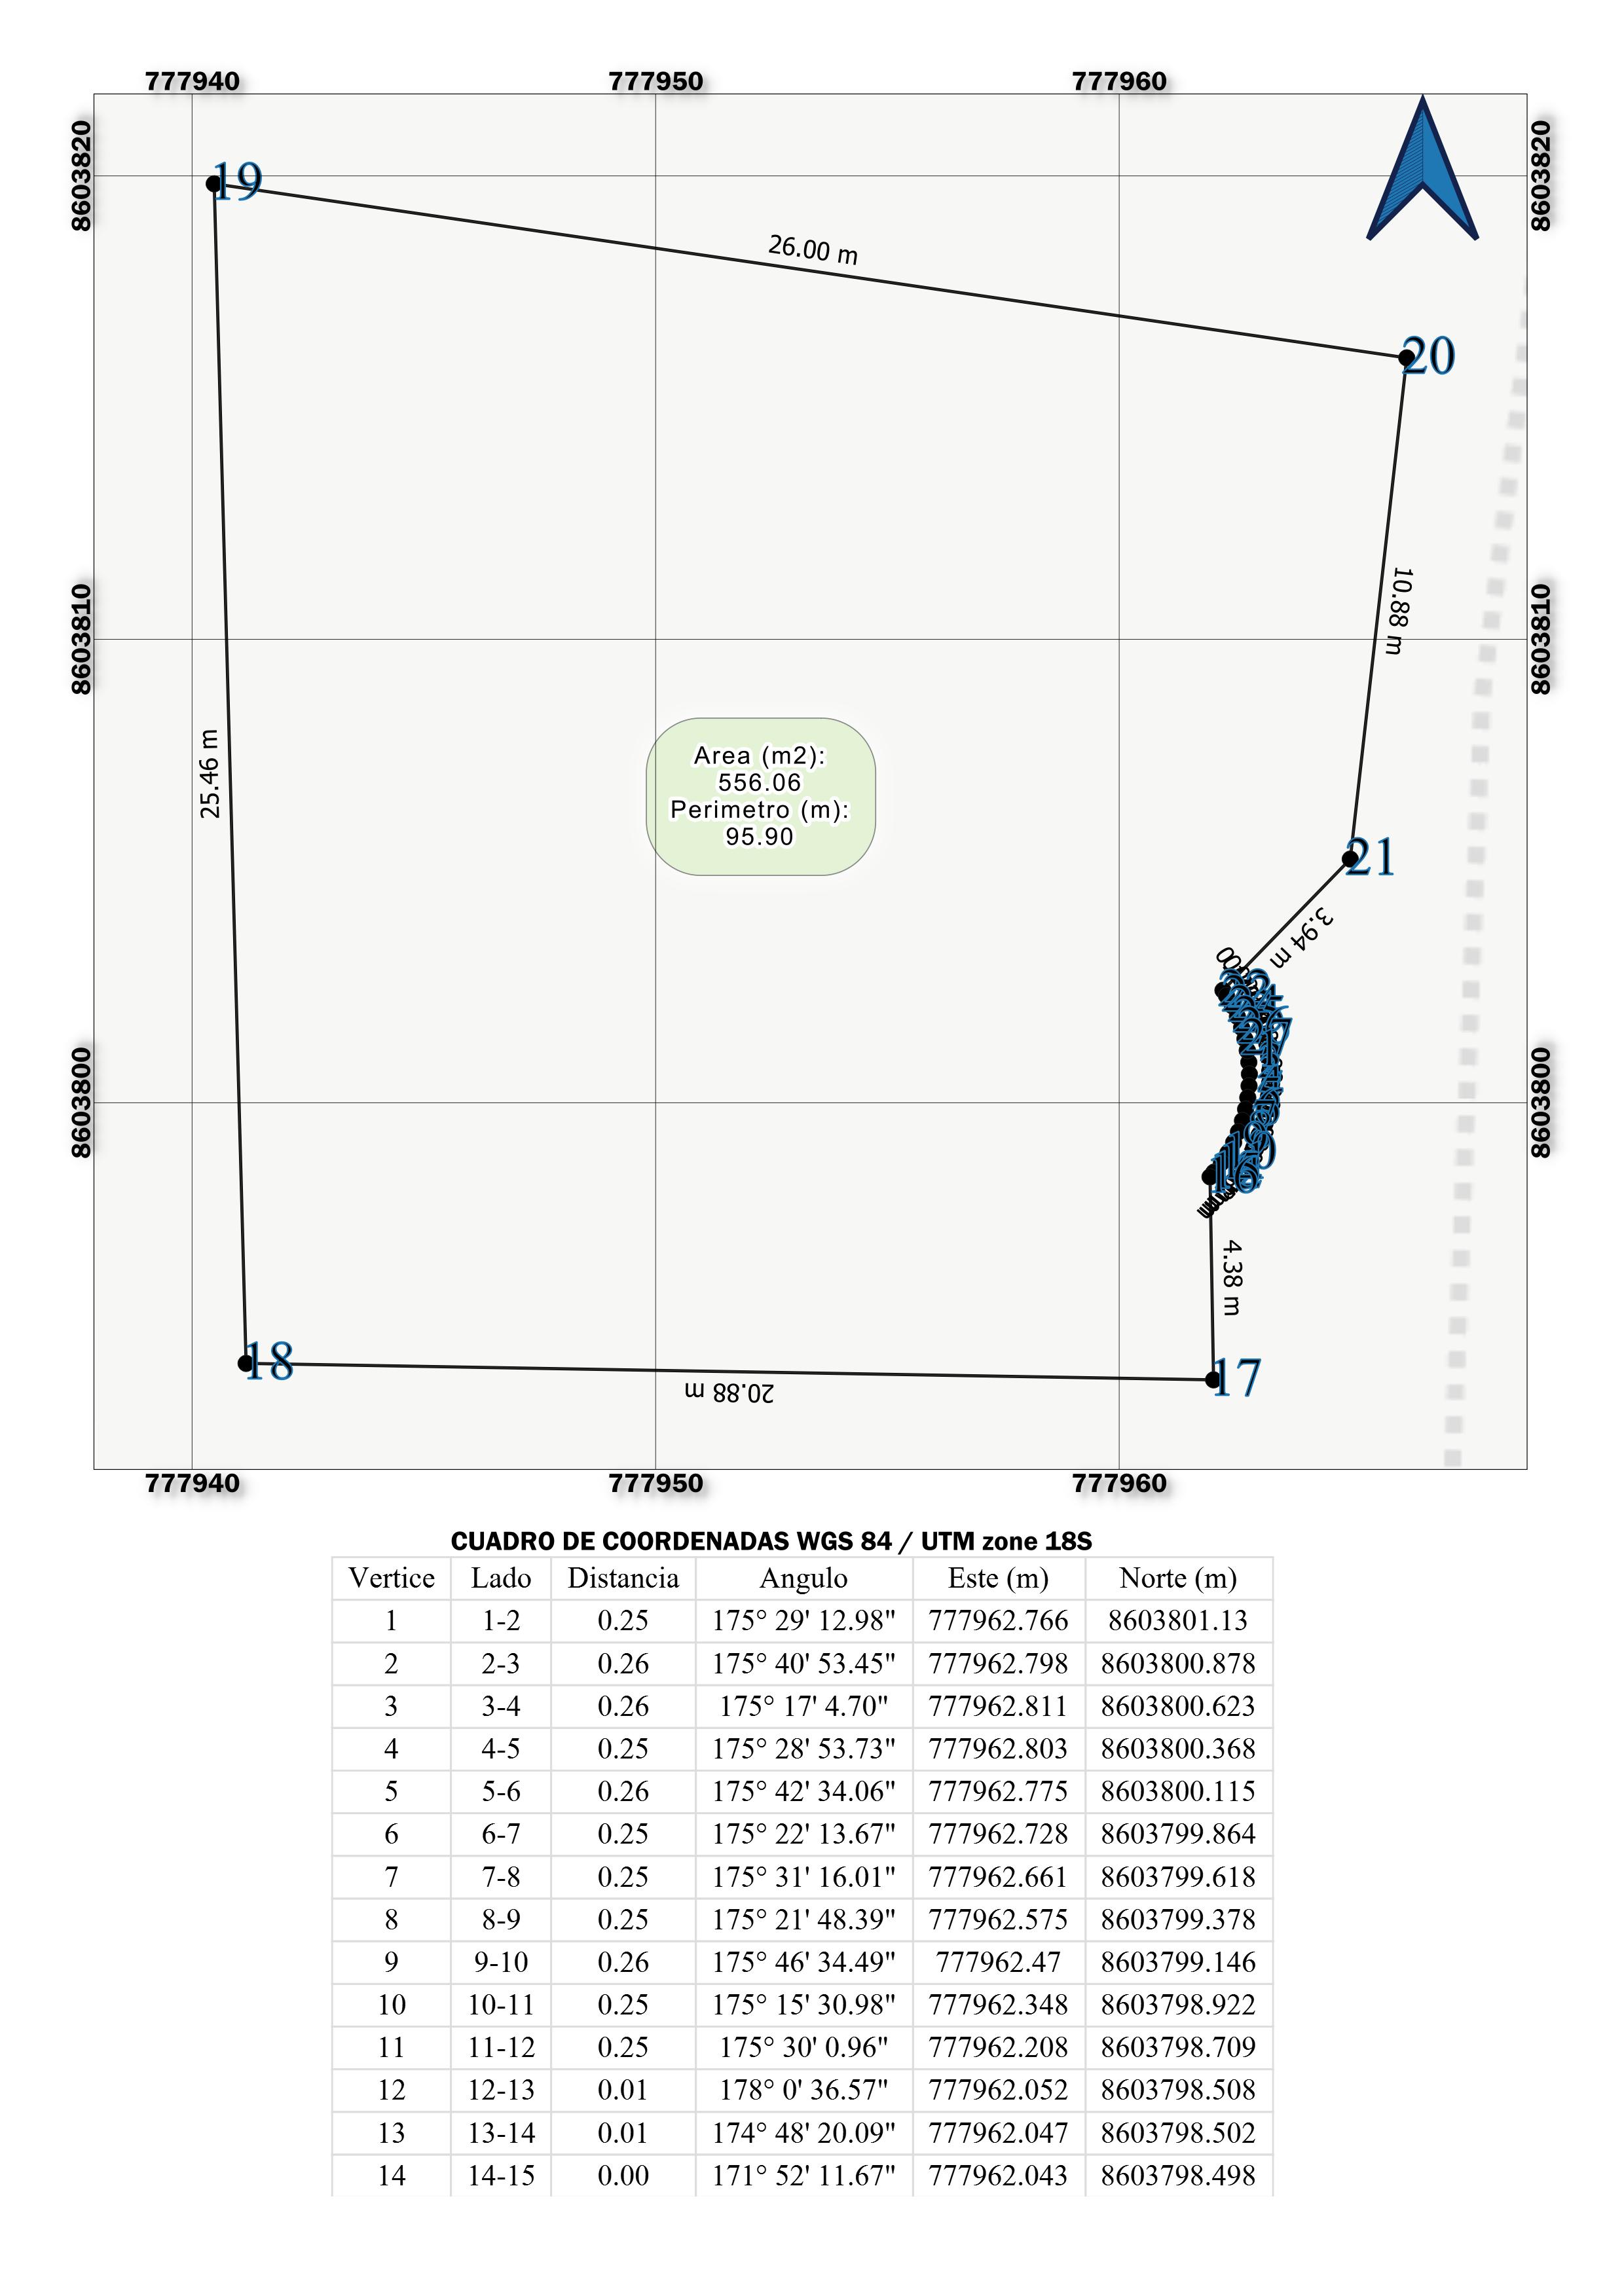 777940 777950 777960
8603820 8603820
19
26.00 m
20
10.88 m
8603810 8603810
25.46 m
Area (m2):
556.06
Perimetro (m):
95.90
21
3.94 m
27
8603800 8603800
16
4.38 m
18
17
20.88 m
777940 777950 777960
CUADRO DE COORDENADAS WGS 84 / UTM zone 18S
Vertice Lado Distancia Angulo Este (m) Norte (m)
1 1-2 0.25 175° 29' 12.98" 777962.766 8603801.13
2 2-3 0.26 175° 40' 53.45" 777962.798 8603800.878
3 3-4 0.26 175° 17' 4.70" 777962.811 8603800.623
4 4-5 0.25 175° 28' 53.73" 777962.803 8603800.368
5 5-6 0.26 175° 42' 34.06" 777962.775 8603800.115
6 6-7 0.25 175° 22' 13.67" 777962.728 8603799.864
7 7-8 0.25 175° 31' 16.01" 777962.661 8603799.618
8 8-9 0.25 175° 21' 48.39" 777962.575 8603799.378
9 9-10 0.26 175° 46' 34.49" 777962.47 8603799.146
10 10-11 0.25 175° 15' 30.98" 777962.348 8603798.922
11 11-12 0.25 175° 30' 0.96" 777962.208 8603798.709
12 12-13 0.01 178° 0' 36.57" 777962.052 8603798.508
13 13-14 0.01 174° 48' 20.09" 777962.047 8603798.502
14 14-15 0.00 171° 52' 11.67" 777962.043 8603798.498